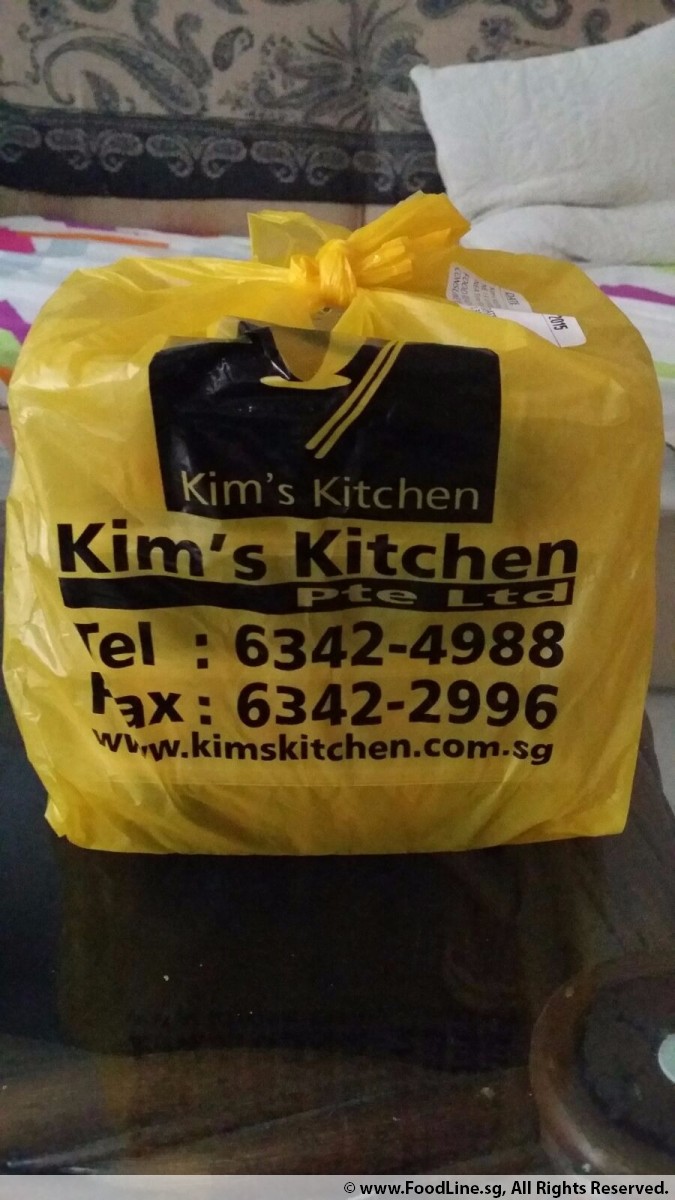 2015
Kim's Kitchen
Kim's Kitchen
Pte Ltd
Tel : 6342-4988
Fax : 6342-2996
www.kimskitchen.com.sg
© www.FoodLine.sg, All Rights Reserved.